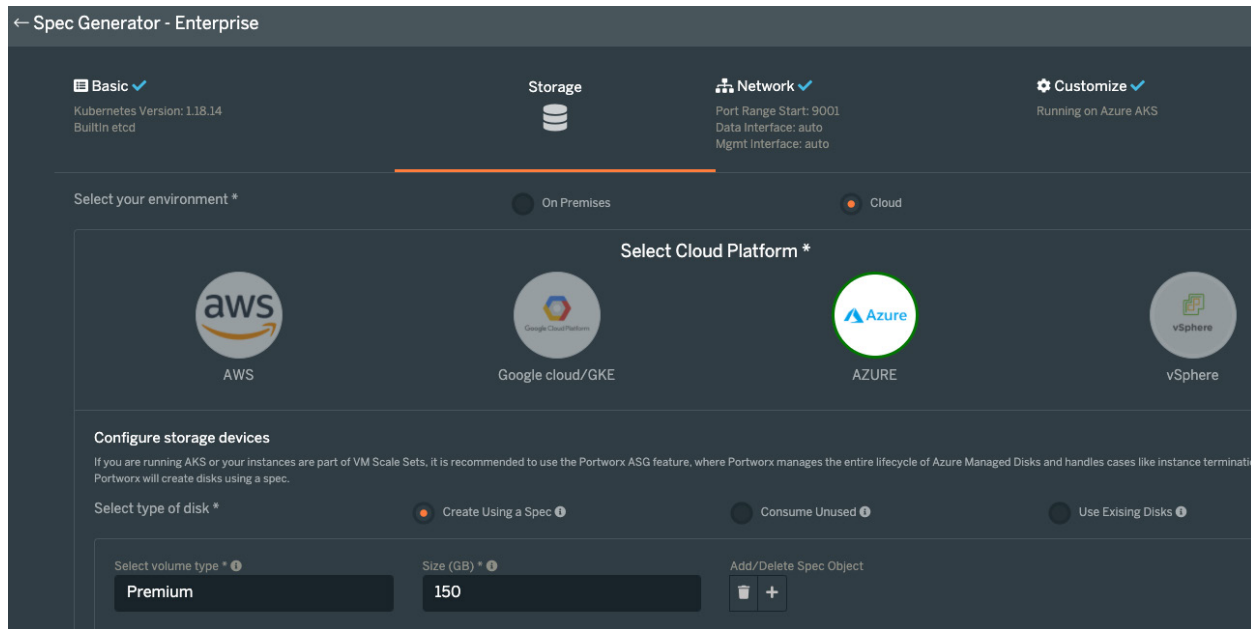 ← Spec Generator - Enterprise
Basic
Kubernetes Version: 1.18.14
Builtin etcd
Storage
Network
Port Range Start: 9001
Data Interface: auto
Mgmt Interface: auto
Customize
Running on Azure AKS
Select your environment *
On Premises
Cloud
Select Cloud Platform *
aws
AWS
Google Cloud Platform
Google cloud/GKE
Azure
AZURE
vSphere
vSphere
Configure storage devices
If you are running AKS or your instances are part of VM Scale Sets, it is recommended to use the Portworx ASG feature, where Portworx manages the entire lifecycle of Azure Managed Disks and handles cases like instance terminati
Portworx will create disks using a spec.
Select type of disk *
Create Using a Spec
Consume Unused
Use Exising Disks
Select volume type *
Premium
Size (GB) *
150
Add/Delete Spec Object